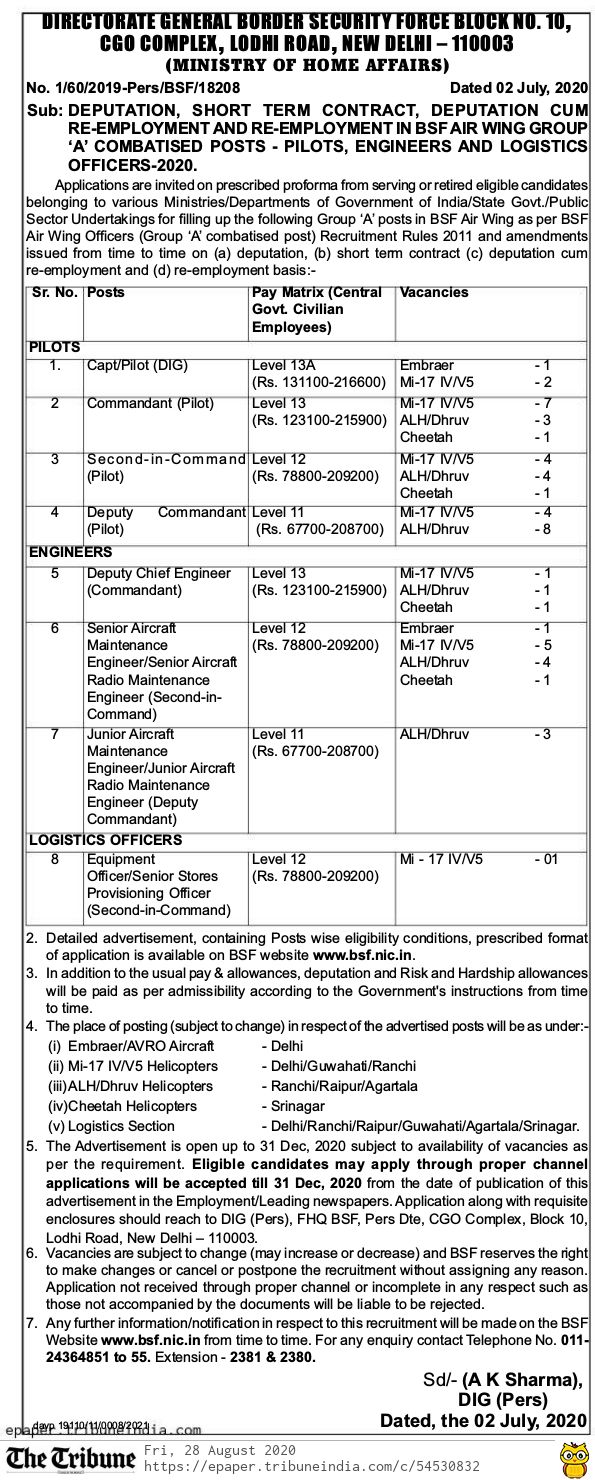 DIRECTORATE GENERAL BORDER SECURITY FORCE BLOCK NO. 10,
CGO COMPLEX, LODHI ROAD, NEW DELHI – 110003
(MINISTRY OF HOME AFFAIRS)
No. 1/60/2019-Pers/BSF/18208 Dated 02 July, 2020
Sub: DEPUTATION, SHORT TERM CONTRACT, DEPUTATION CUM
RE-EMPLOYMENT AND RE-EMPLOYMENT IN BSF AIR WING GROUP
‘A’ COMBATISED POSTS - PILOTS, ENGINEERS AND LOGISTICS
OFFICERS-2020.
Applications are invited on prescribed proforma from serving or retired eligible candidates
belonging to various Ministries/Departments of Government of India/State Govt./Public
Sector Undertakings for filling up the following Group ‘A’ posts in BSF Air Wing as per BSF
Air Wing Officers (Group ‘A’ combatised post) Recruitment Rules 2011 and amendments
issued from time to time on (a) deputation, (b) short term contract (c) deputation cum
re-employment and (d) re-employment basis:-
Sr. No. Posts Pay Matrix (Central Vacancies
Govt. Civilian
Employees)
PILOTS
1. Capt/Pilot (DIG) Level 13A Embraer - 1
(Rs. 131100-216600) Mi-17 IV/V5 - 2
2 Commandant (Pilot) Level 13 Mi-17 IV/V5 - 7
(Rs. 123100-215900) ALH/Dhruv - 3
Cheetah - 1
3 Second-in-Command Level 12 Mi-17 IV/V5 - 4
(Pilot) (Rs. 78800-209200) ALH/Dhruv - 4
Cheetah - 1
4 Deputy Commandant Level 11 Mi-17 IV/V5 - 4
(Pilot) (Rs. 67700-208700) ALH/Dhruv - 8
ENGINEERS
5 Deputy Chief Engineer Level 13 Mi-17 IV/V5 - 1
(Commandant) (Rs. 123100-215900) ALH/Dhruv - 1
Cheetah - 1
6 Senior Aircraft Level 12 Embraer - 1
Maintenance (Rs. 78800-209200) Mi-17 IV/V5 - 5
Engineer/Senior Aircraft ALH/Dhruv - 4
Radio Maintenance Cheetah - 1
Engineer (Second-in-
Command)
7 Junior Aircraft Level 11 ALH/Dhruv - 3
Maintenance (Rs. 67700-208700)
Engineer/Junior Aircraft
Radio Maintenance
Engineer (Deputy
Commandant)
LOGISTICS OFFICERS
8 Equipment Level 12 Mi - 17 IV/V5 - 01
Officer/Senior Stores (Rs. 78800-209200)
Provisioning Officer
(Second-in-Command)
2. Detailed advertisement, containing Posts wise eligibility conditions, prescribed format
of application is available on BSF website www.bsf.nic.in.
3. In addition to the usual pay & allowances, deputation and Risk and Hardship allowances
will be paid as per admissibility according to the Government's instructions from time
to time.
4. The place of posting (subject to change) in respect of the advertised posts will be as under:-
(i) Embraer/AVRO Aircraft - Delhi
(ii) Mi-17 IV/V5 Helicopters - Delhi/Guwahati/Ranchi
(iii)ALH/Dhruv Helicopters - Ranchi/Raipur/Agartala
(iv)Cheetah Helicopters - Srinagar
(v) Logistics Section - Delhi/Ranchi/Raipur/Guwahati/Agartala/Srinagar.
5. The Advertisement is open up to 31 Dec, 2020 subject to availability of vacancies as
per the requirement. Eligible candidates may apply through proper channel
applications will be accepted till 31 Dec, 2020 from the date of publication of this
advertisement in the Employment/Leading newspapers. Application along with requisite
enclosures should reach to DIG (Pers), FHQ BSF, Pers Dte, CGO Complex, Block 10,
Lodhi Road, New Delhi – 110003.
6. Vacancies are subject to change (may increase or decrease) and BSF reserves the right
to make changes or cancel or postpone the recruitment without assigning any reason.
Application not received through proper channel or incomplete in any respect such as
those not accompanied by the documents will be liable to be rejected.
7. Any further information/notification in respect to this recruitment will be made on the BSF
Website www.bsf.nic.in from time to time. For any enquiry contact Telephone No. 011-
24364851 to 55. Extension - 2381 & 2380.
Sd/- (A K Sharma),
DIG (Pers)
davp 19110/11/0008/2021 Dated, the 02 July, 2020
epaper.tribuneindia.com
The Tribune Fri, 28 August 2020
https://epaper.tribuneindia.com/c/54530832